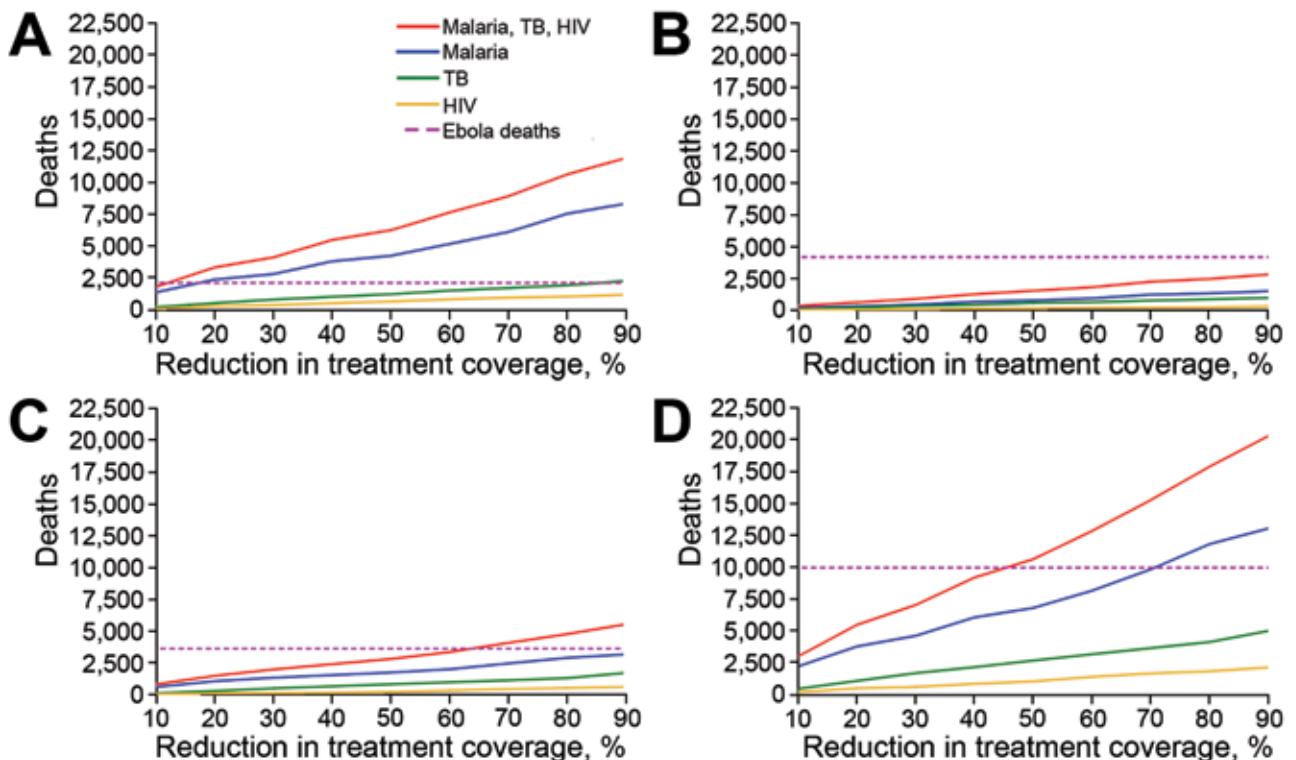 A
22,500
20,000
17,500
15,000
12,500
10,000
7,500
5,000
2,500
0
Deaths
Malaria, TB, HIV
Malaria
TB
HIV
Ebola deaths
10 20 30 40 50 60 70 80 90
Reduction in treatment coverage, %
B
22,500
20,000
17,500
15,000
12,500
10,000
7,500
5,000
2,500
0
Deaths
10 20 30 40 50 60 70 80 90
Reduction in treatment coverage, %
C
22,500
20,000
17,500
15,000
12,500
10,000
7,500
5,000
2,500
0
Deaths
10 20 30 40 50 60 70 80 90
Reduction in treatment coverage, %
D
22,500
20,000
17,500
15,000
12,500
10,000
7,500
5,000
2,500
0
Deaths
10 20 30 40 50 60 70 80 90
Reduction in treatment coverage, %